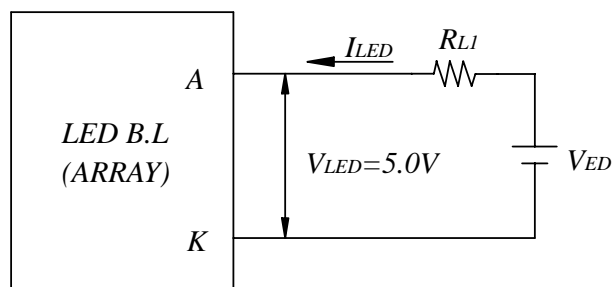 I_LED R_L1
A
LED B.L
(ARRAY)
V_LED=5.0V
V_ED
K